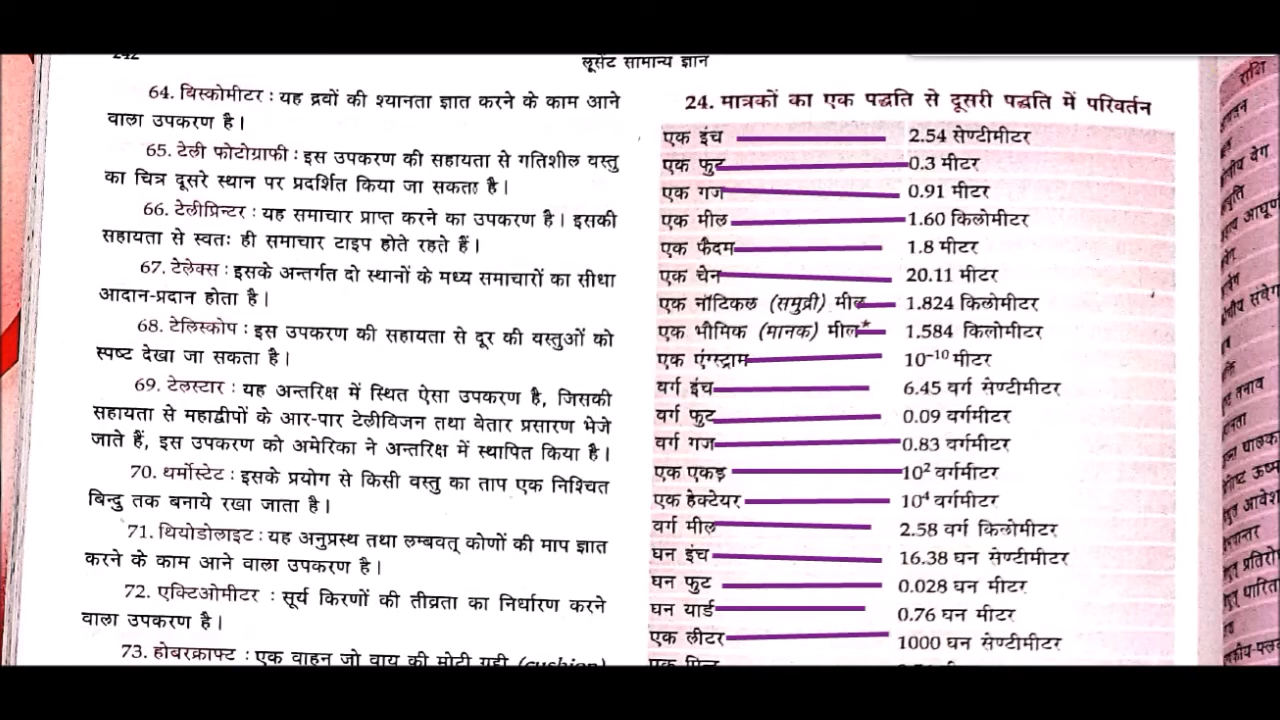 242
लूसेंट सामान्य ज्ञान
64. विस्कोमीटर : यह द्रवों की श्यानता ज्ञात करने के काम आने
वाला उपकरण है।
65. टेली फोटोग्राफी : इस उपकरण की सहायता से गतिशील वस्तु
का चित्र दूसरे स्थान पर प्रदर्शित किया जा सकता है।
66. टेलीप्रिन्टर : यह समाचार प्राप्त करने का उपकरण है। इसकी
सहायता से स्वतः ही समाचार टाइप होते रहते हैं।
67. टेलेक्स : इसके अन्तर्गत दो स्थानों के मध्य समाचारों का सीधा
आदान-प्रदान होता है।
68. टेलिस्कोप : इस उपकरण की सहायता से दूर की वस्तुओं को
स्पष्ट देखा जा सकता है।
69. टेलस्टार : यह अन्तरिक्ष में स्थित ऐसा उपकरण है, जिसकी
सहायता से महाद्वीपों के आर-पार टेलीविजन तथा बेतार प्रसारण भेजे
जाते हैं, इस उपकरण को अमेरिका ने अन्तरिक्ष में स्थापित किया है।
70. थर्मोस्टेट : इसके प्रयोग से किसी वस्तु का ताप एक निश्चित
बिन्दु तक बनाये रखा जाता है।
71. थियोडोलाइट : यह अनुप्रस्थ तथा लम्बवत् कोणों की माप ज्ञात
करने के काम आने वाला उपकरण है।
72. एक्टिओमीटर : सूर्य किरणों की तीव्रता का निर्धारण करने
वाला उपकरण है।
73. होवरक्राफ्ट : एक वाहन जो वायु की मोटी गद्दी (cushion)
24. मात्रकों का एक पद्धति से दूसरी पद्धति में परिवर्तन
एक इंच 2.54 सेण्टीमीटर
एक फुट 0.3 मीटर
एक गज 0.91 मीटर
एक मील 1.60 किलोमीटर
एक फैदम 1.8 मीटर
एक चेन 20.11 मीटर
एक नॉटिकल (समुद्री) मील 1.824 किलोमीटर
एक भौमिक (मानक) मील* 1.584 किलोमीटर
एक एंग्स्ट्राम 10⁻¹⁰ मीटर
वर्ग इंच 6.45 वर्ग सेण्टीमीटर
वर्ग फुट 0.09 वर्गमीटर
वर्ग गज 0.83 वर्गमीटर
एक एकड़ 10² वर्गमीटर
एक हेक्टेयर 10⁴ वर्गमीटर
वर्ग मील 2.58 वर्ग किलोमीटर
घन इंच 16.38 घन सेण्टीमीटर
घन फुट 0.028 घन मीटर
घन यार्ड 0.76 घन मीटर
एक लीटर 1000 घन सेण्टीमीटर
राशि